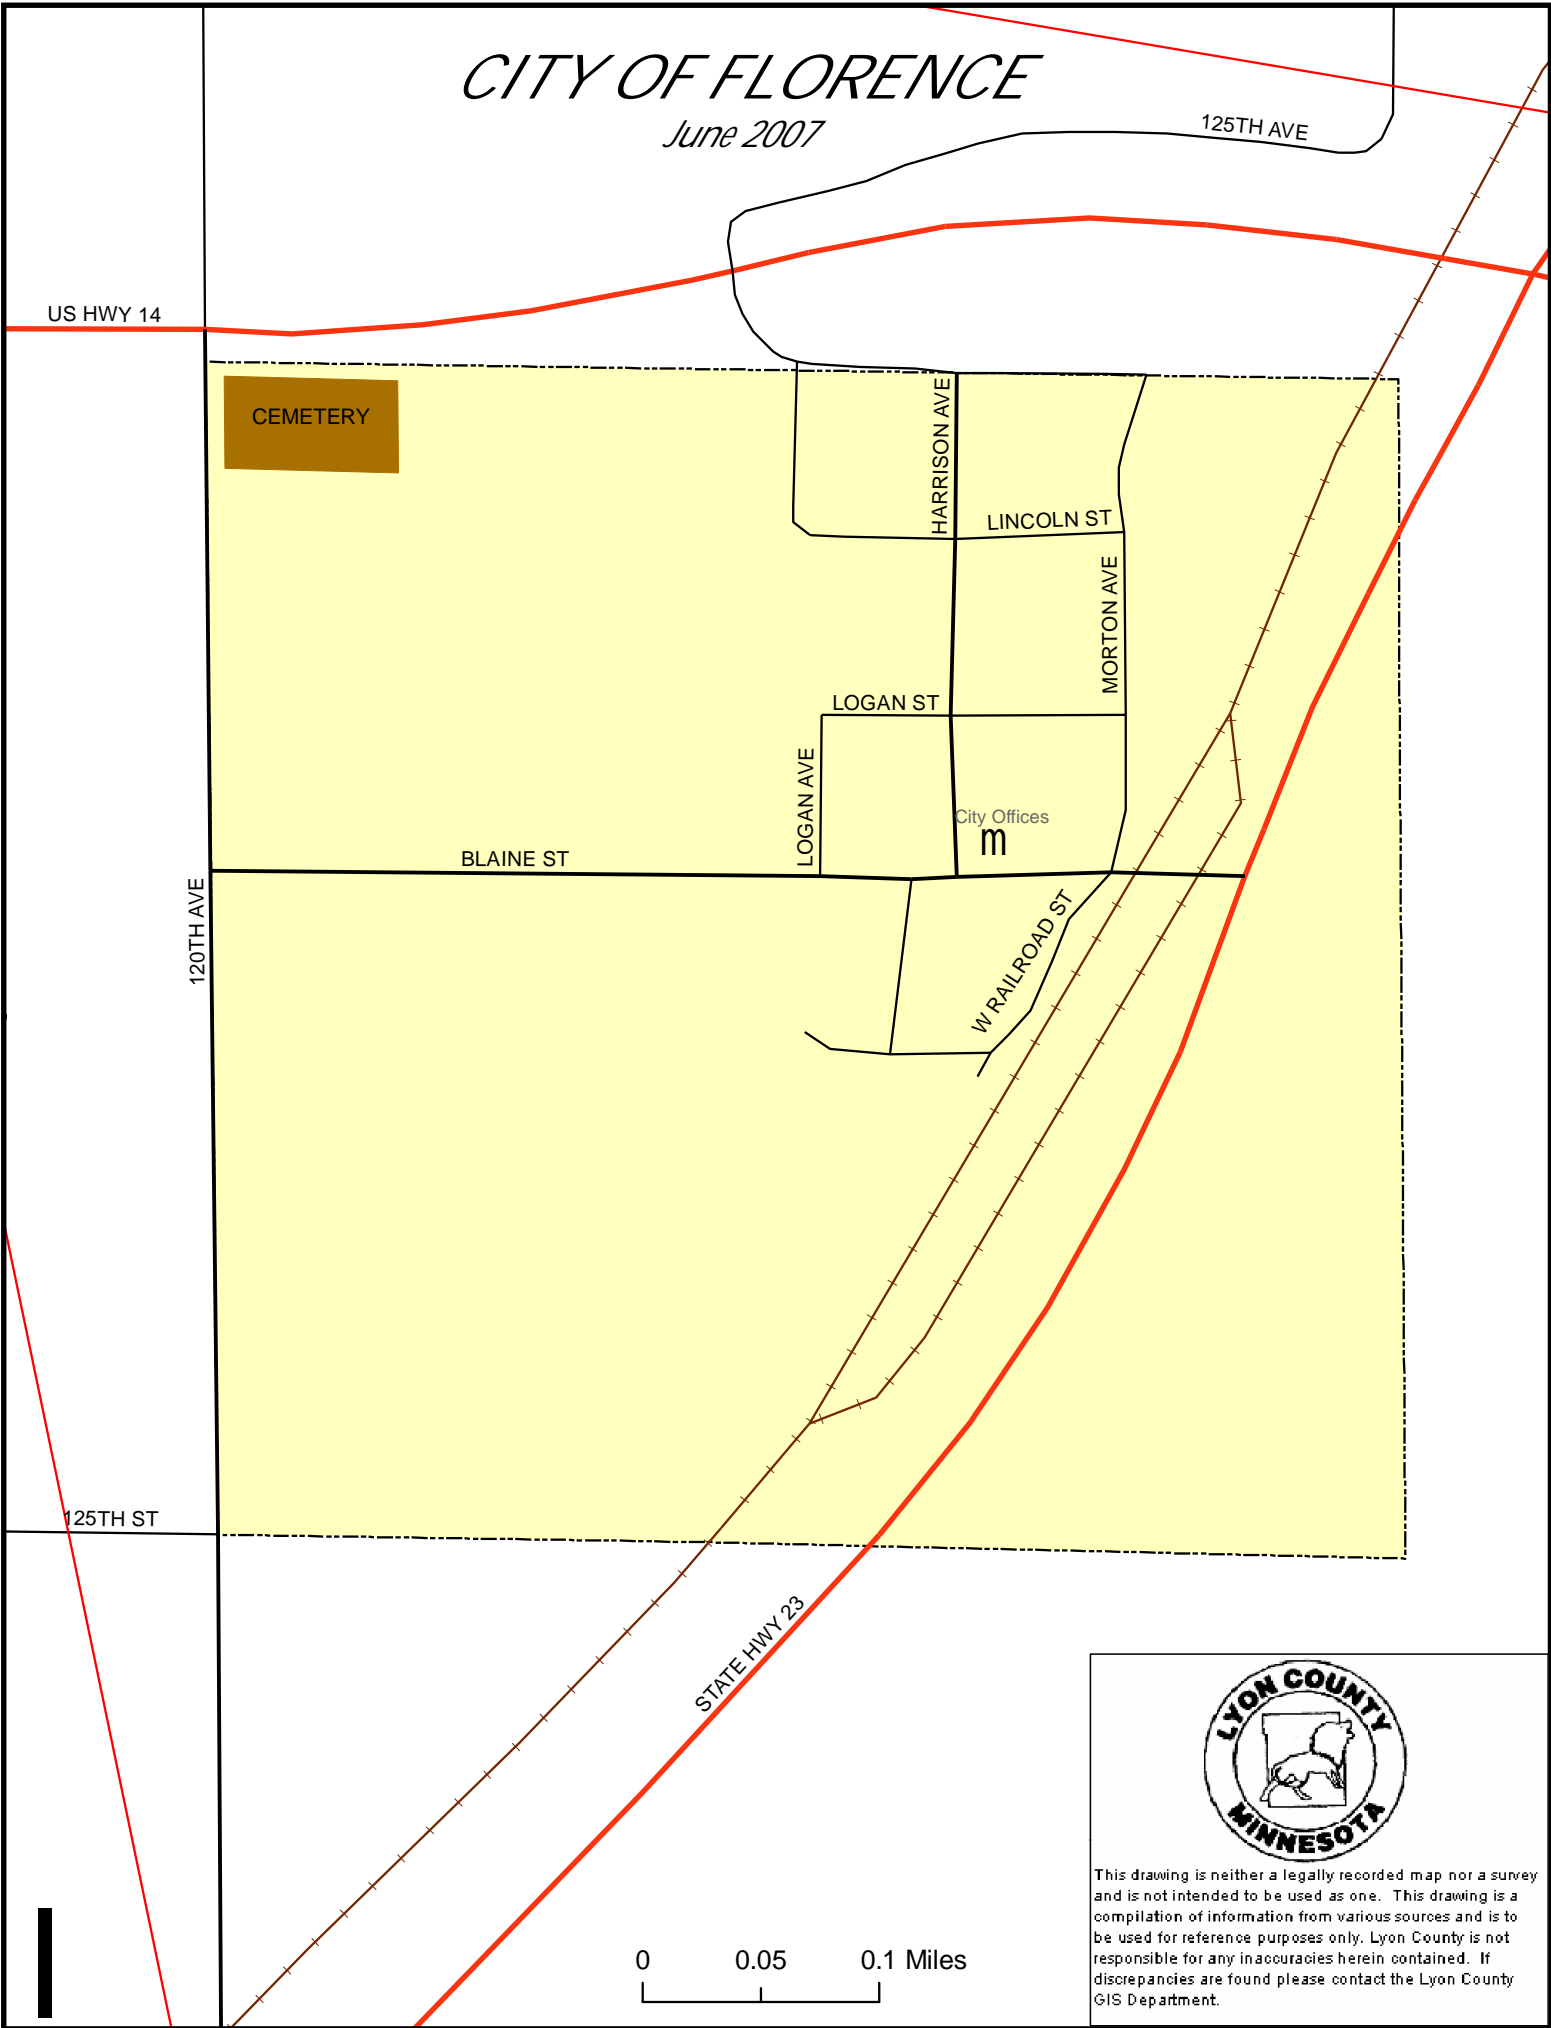 CITY OF FLORENCE
June 2007
125TH AVE
US HWY 14
CEMETERY
HARRISON AVE
LINCOLN ST
MORTON AVE
LOGAN ST
LOGAN AVE
City Offices
m
BLAINE ST
120TH AVE
W RAILROAD ST
125TH ST
STATE HWY 23
LYON COUNTY
MINNESOTA
This drawing is neither a legally recorded map nor a survey
and is not intended to be used as one. This drawing is a
compilation of information from various sources and is to
be used for reference purposes only. Lyon County is not
responsible for any inaccuracies herein contained. If
discrepancies are found please contact the Lyon County
GIS Department.
0 0.05 0.1 Miles